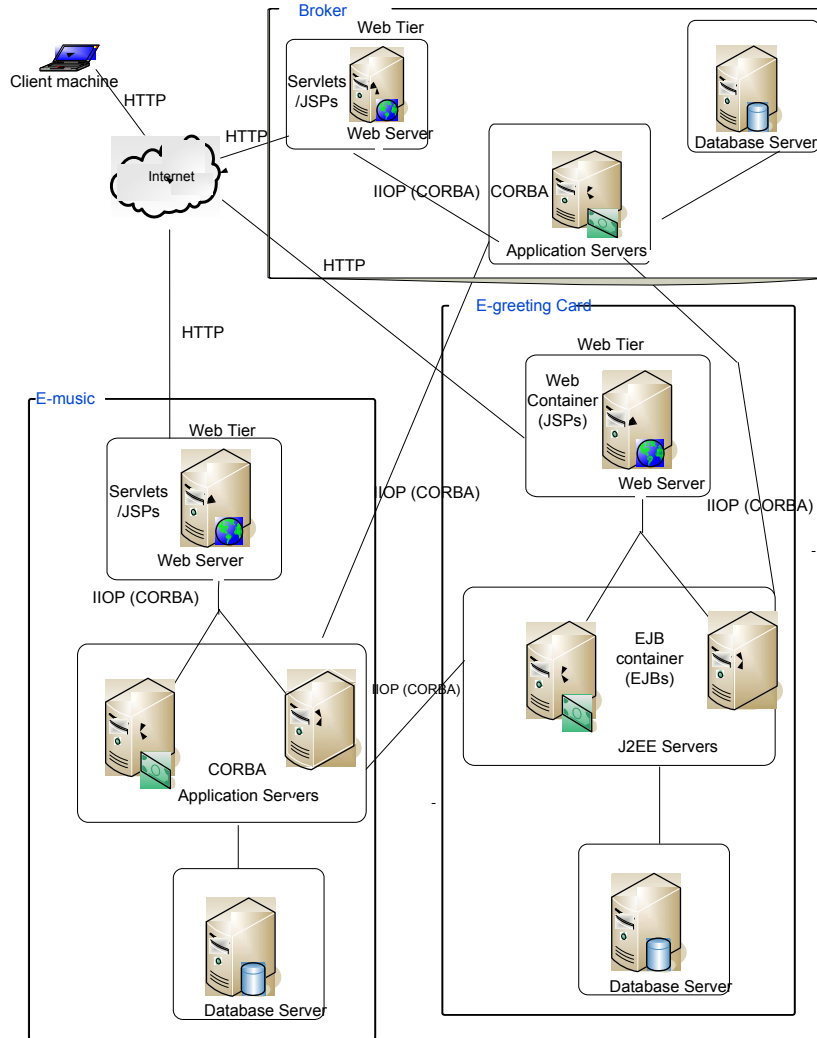 Broker
Client machine
HTTP
Internet
HTTP
Web Tier
Servlets
/JSPs
Web Server
Database Server
IIOP (CORBA)
CORBA
Application Servers
HTTP
HTTP
E-greeting Card
Web Tier
Web
Container
(JSPs)
Web Server
E-music
Web Tier
Servlets
/JSPs
Web Server
IIOP (CORBA)
IIOP (CORBA)
IIOP (CORBA)
EJB
container
(EJBs)
J2EE Servers
IIOP (CORBA)
CORBA
Application Servers
Database Server
Database Server